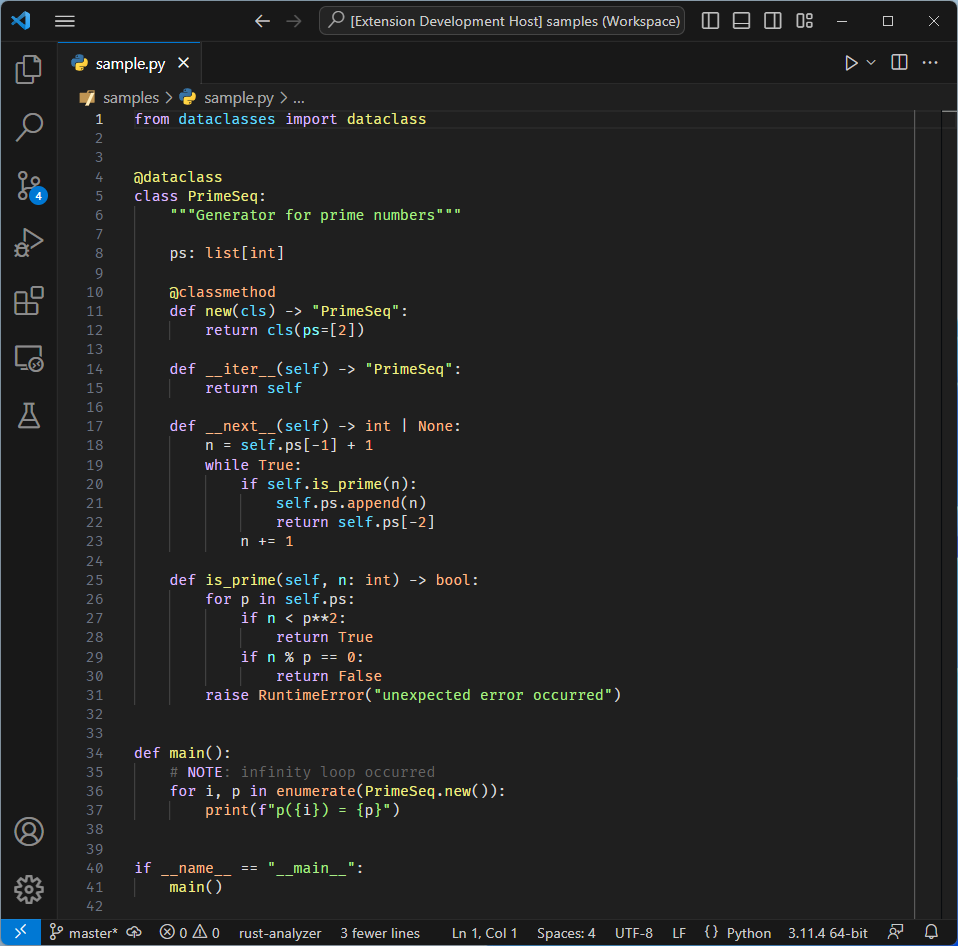 [Extension Development Host] samples (Workspace)
sample.py
samples > sample.py > ...
1 from dataclasses import dataclass
2
3
4 @dataclass
5 class PrimeSeq:
6     """Generator for prime numbers"""
7
8     ps: list[int]
9
10     @classmethod
11     def new(cls) -> "PrimeSeq":
12         return cls(ps=[2])
13
14     def __iter__(self) -> "PrimeSeq":
15         return self
16
17     def __next__(self) -> int | None:
18         n = self.ps[-1] + 1
19         while True:
20             if self.is_prime(n):
21                 self.ps.append(n)
22                 return self.ps[-2]
23             n += 1
24
25     def is_prime(self, n: int) -> bool:
26         for p in self.ps:
27             if n < p**2:
28                 return True
29             if n % p == 0:
30                 return False
31         raise RuntimeError("unexpected error occurred")
32
33
34 def main():
35     # NOTE: infinity loop occurred
36     for i, p in enumerate(PrimeSeq.new()):
37         print(f"p({i}) = {p}")
38
39
40 if __name__ == "__main__":
41     main()
42
4
master* 0 0 rust-analyzer 3 fewer lines Ln 1, Col 1 Spaces: 4 UTF-8 LF {} Python 3.11.4 64-bit